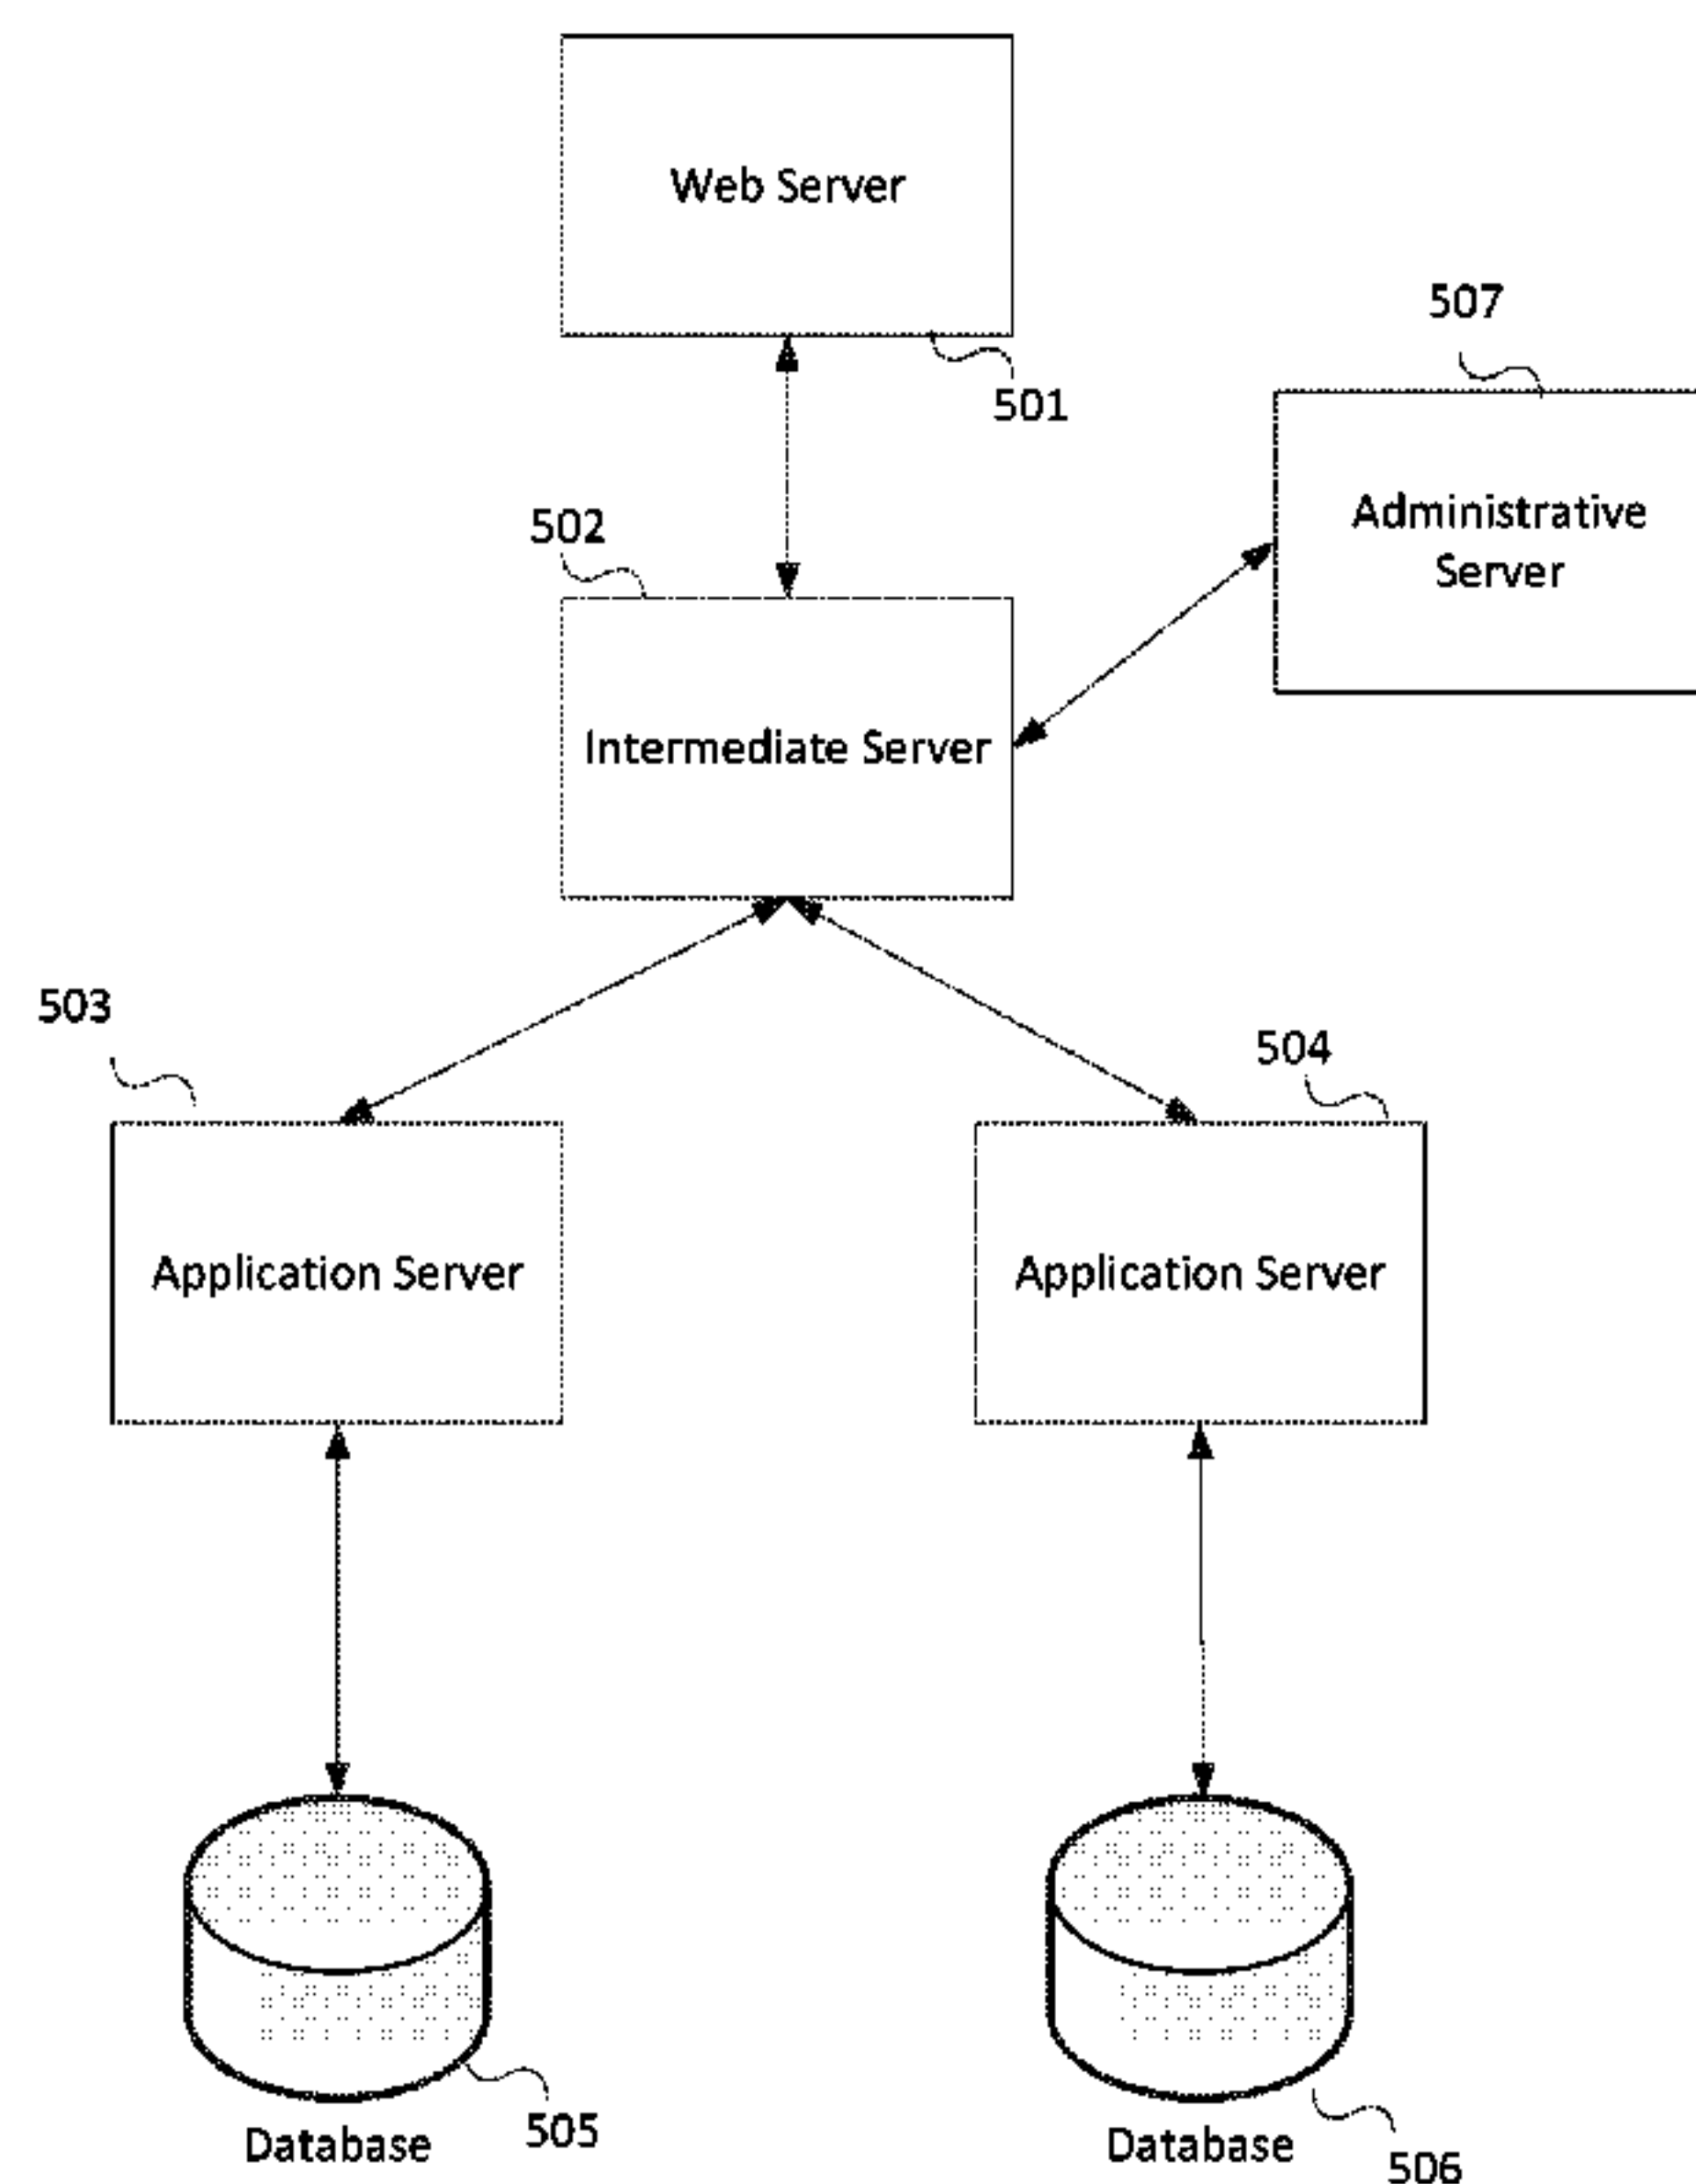 Web Server
501
507
Administrative
Server
502
Intermediate Server
503
504
Application Server
Application Server
505
Database
Database
506